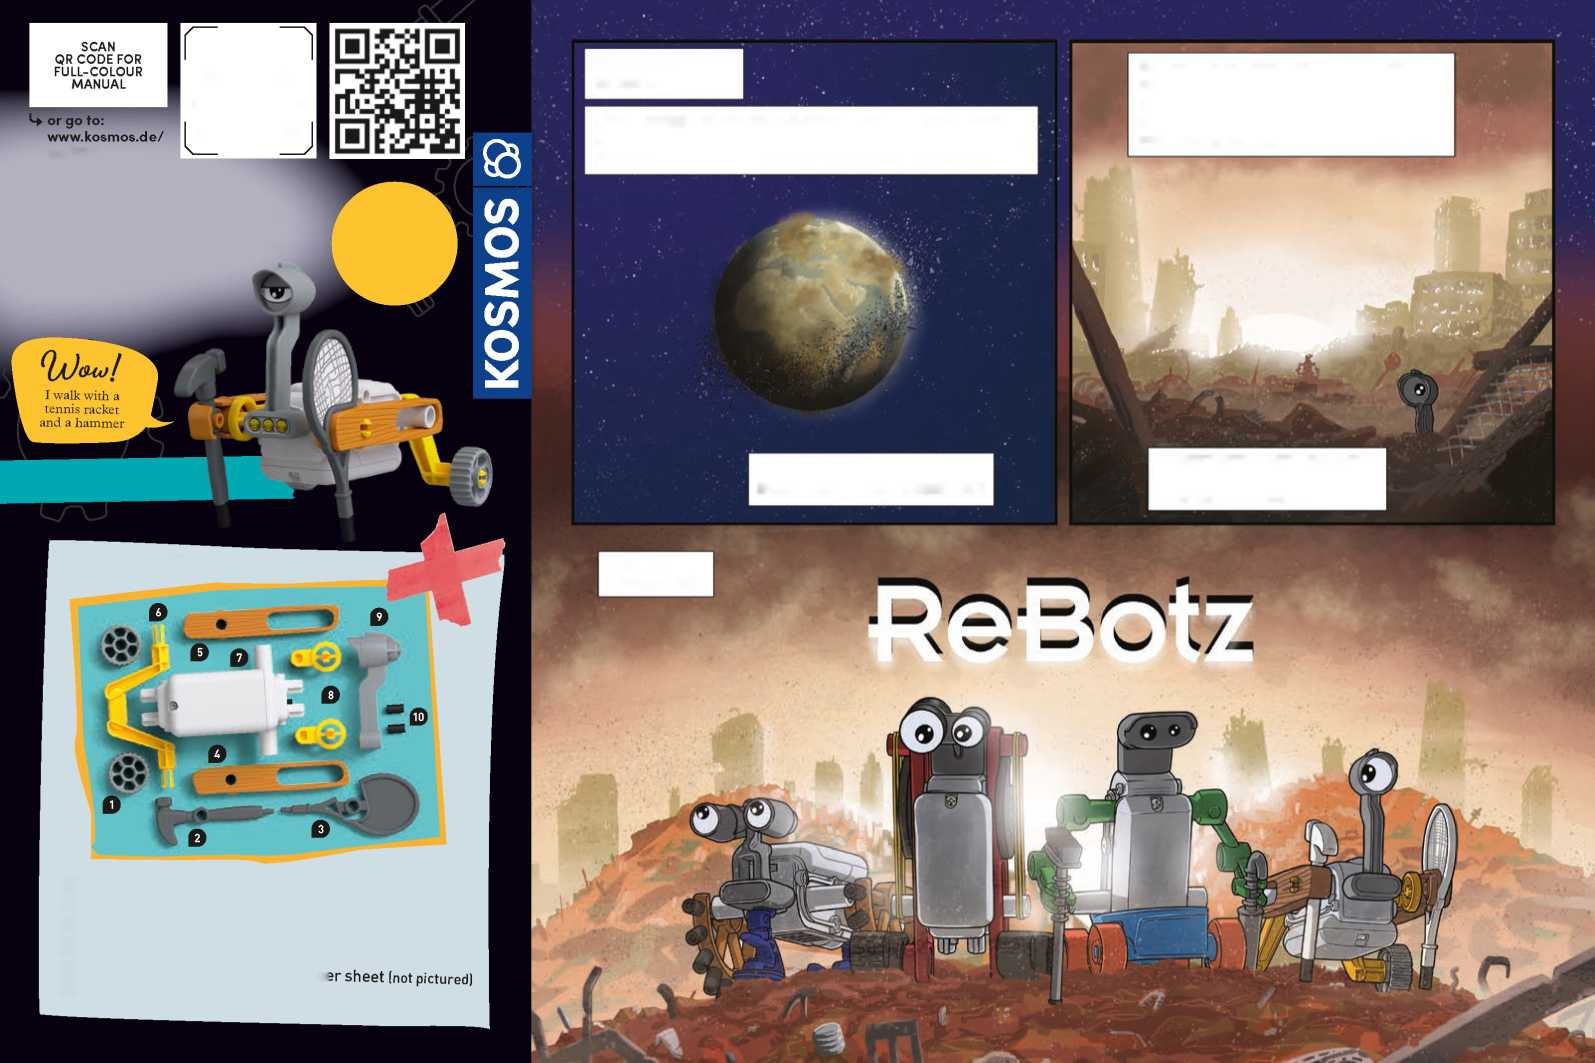 SCAN
QR CODE FOR
FULL-COLOUR
MANUAL
or go to:
www.kosmos.de/
KOSMOS
Wow!
I walk with a
tennis racket
and a hammer
6
9
5
7
8
10
4
1
2
3
sheet (not pictured)
ReBotz